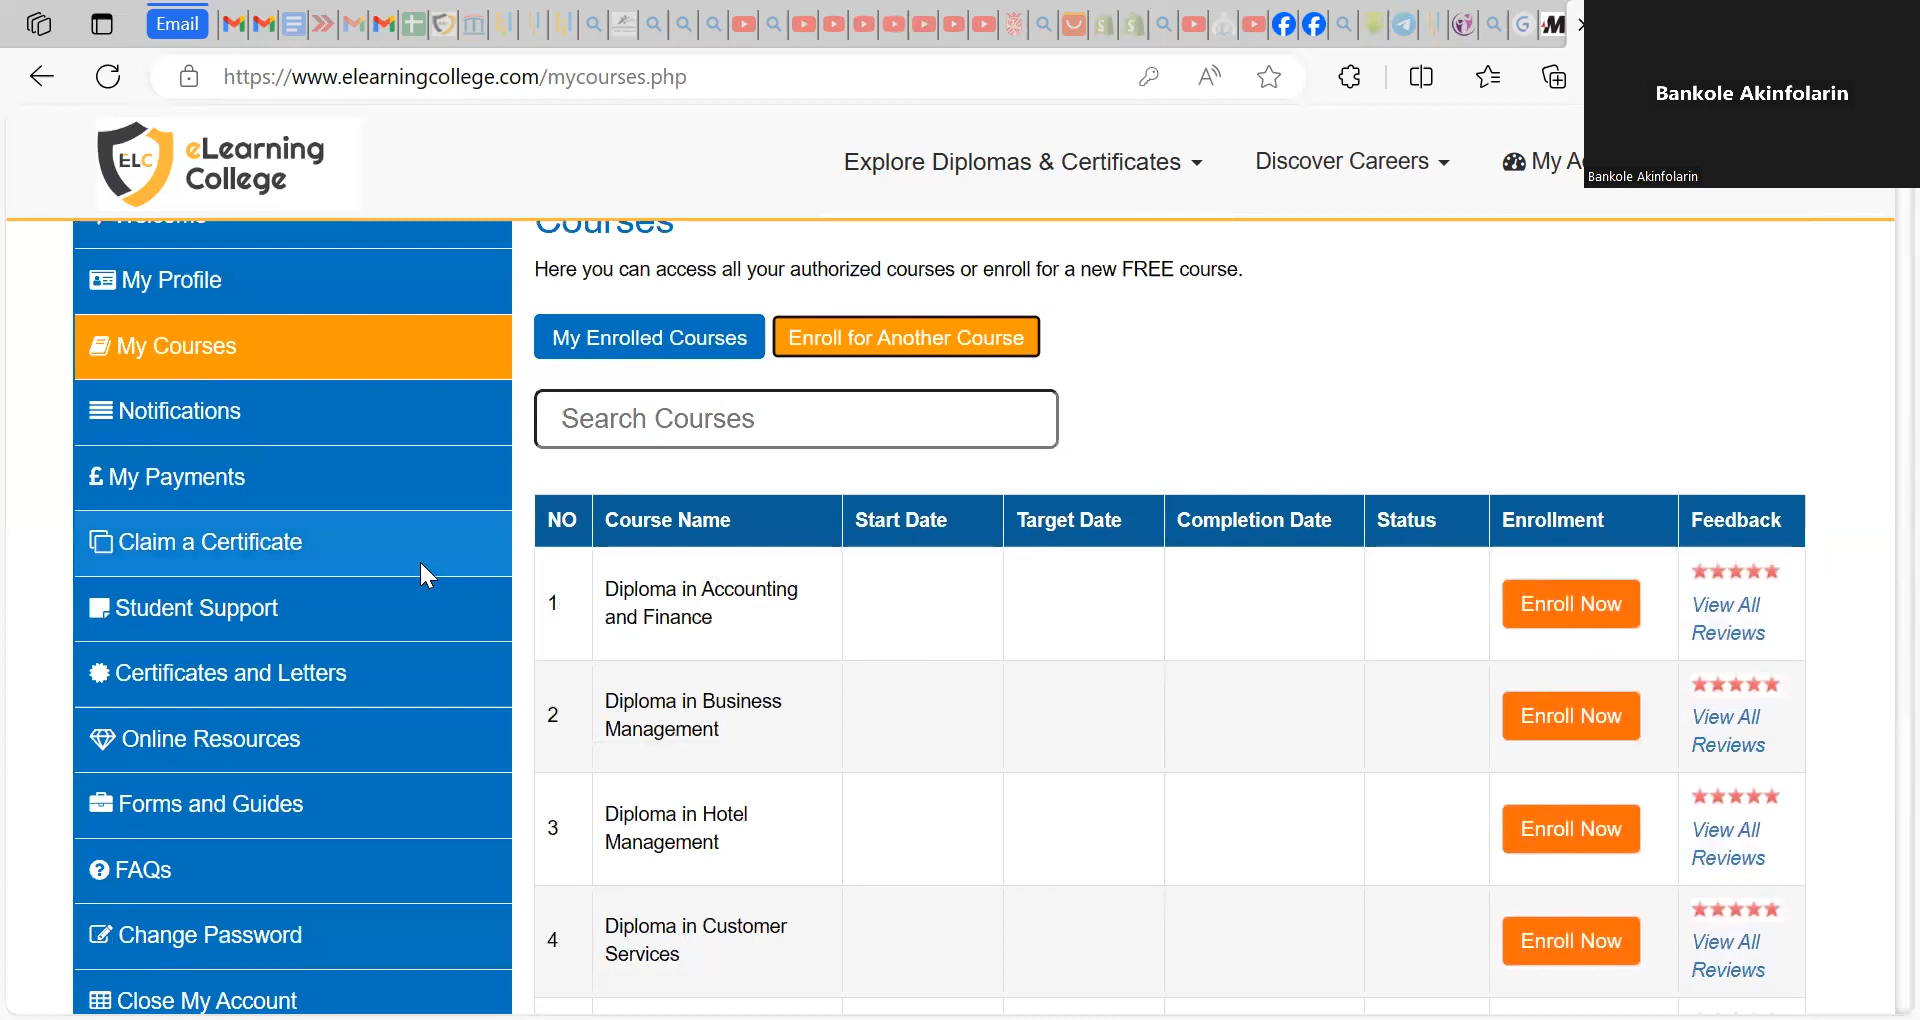 Email
https://www.elearningcollege.com/mycourses.php
Bankole Akinfolarin
Bankole Akinfolarin
ELC
eLearning
College
Explore Diplomas & Certificates
Discover Careers
My
Courses
Here you can access all your authorized courses or enroll for a new FREE course.
My Profile
My Courses
Notifications
£ My Payments
Claim a Certificate
Student Support
Certificates and Letters
Online Resources
Forms and Guides
FAQs
Change Password
Close My Account
My Enrolled Courses
Enroll for Another Course
Search Courses
NO Course Name Start Date Target Date Completion Date Status Enrollment Feedback
1 Diploma in Accounting
and Finance
Enroll Now
View All
Reviews
2 Diploma in Business
Management
Enroll Now
View All
Reviews
3 Diploma in Hotel
Management
Enroll Now
View All
Reviews
4 Diploma in Customer
Services
Enroll Now
View All
Reviews